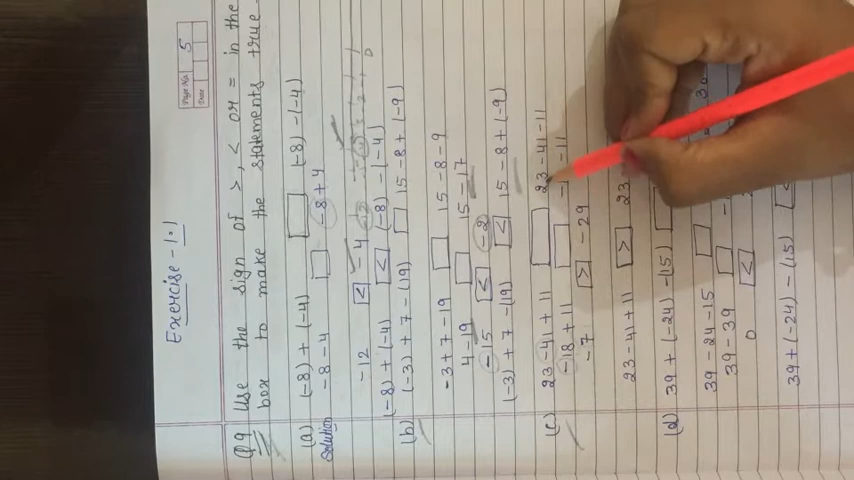 Page No. 5
Date
Exercise - 1.1
Q9 Use the sign of >, < or = in the
box to make the statements true.
(a) (-8) + (-4) □ (-8) - (-4)
Solution -8 - 4 □ -8 + 4
-12 < -4
(-8) + (-4) < (-8) - (-4)
(b) (-3) + 7 - (19) □ 15 - 8 + (-9)
-3 + 7 - 19 □ 15 - 8 - 9
4 - 19 □ 15 - 17
-15 < -2
(-3) + 7 - (19) < 15 - 8 + (-9)
(c) 23 - 41 + 11 □ 23 - 41 - 11
-18 + 11 □ - 11
-7 > -29
23 - 41 + 11 > 23
(d) 39 + (-24) - (15) □
39 - 24 - 15 □
39 - 39 □ -
0 <
39 + (-24) - (15) <